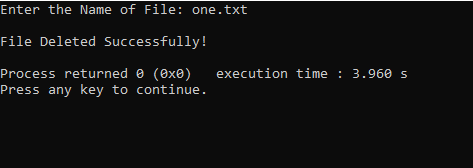 Enter the Name of File: one.txt
File Deleted Successfully!
Process returned 0 (0x0)   execution time : 3.960 s
Press any key to continue.